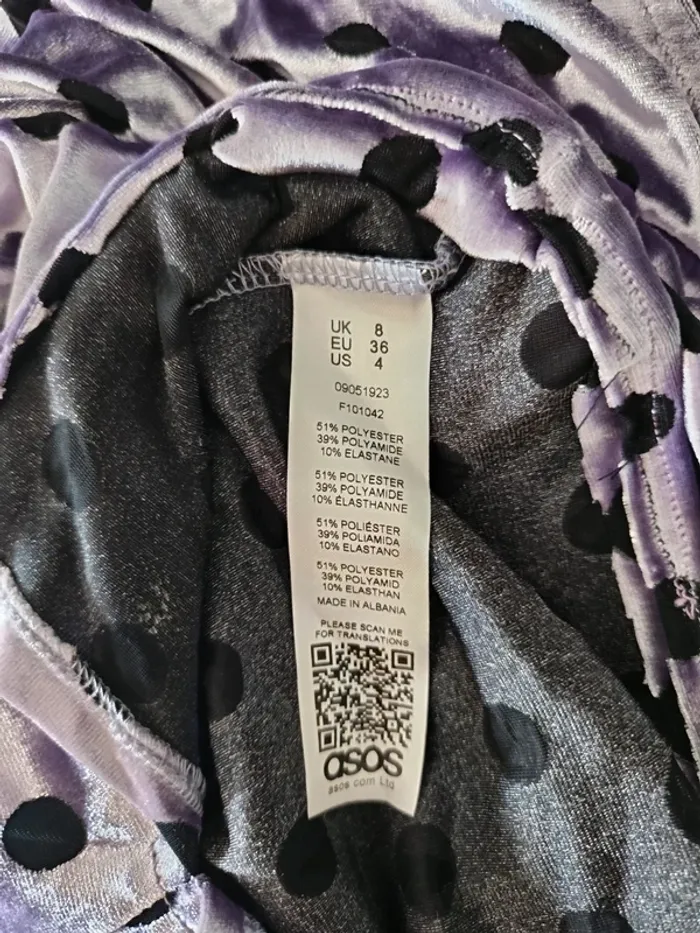 UK 8
EU 36
US 4
09051923
F101042
51% POLYESTER
39% POLYAMIDE
10% ELASTANE
51% POLYESTER
39% POLYAMIDE
10% ÉLASTHANNE
51% POLIÉSTER
39% POLIAMIDA
10% ELASTANO
51% POLYESTER
39% POLYAMID
10% ELASTHAN
MADE IN ALBANIA
PLEASE SCAN ME
FOR TRANSLATIONS
asos
asos com Ltd